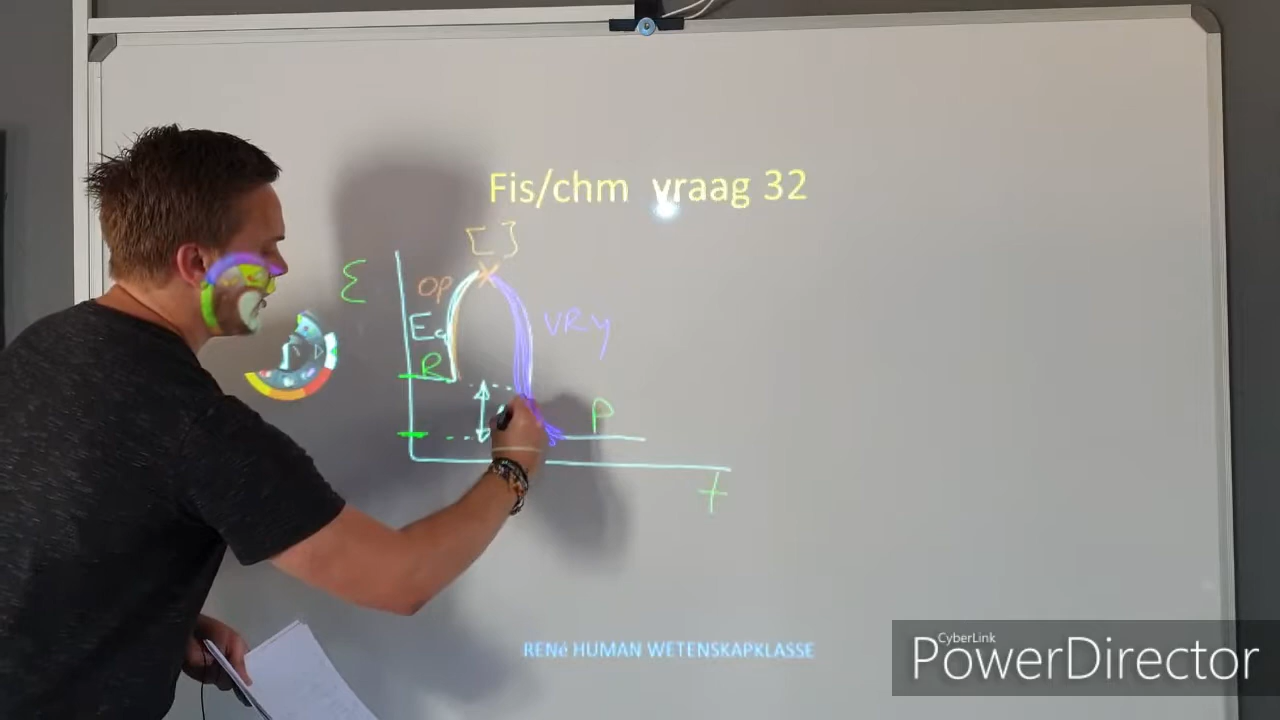 Fis/chm vraag 32
[ ]
Op
E
Ea
VRY
R
P
t
RENé HUMAN WETENSKAPKLASSE
CyberLink
PowerDirector